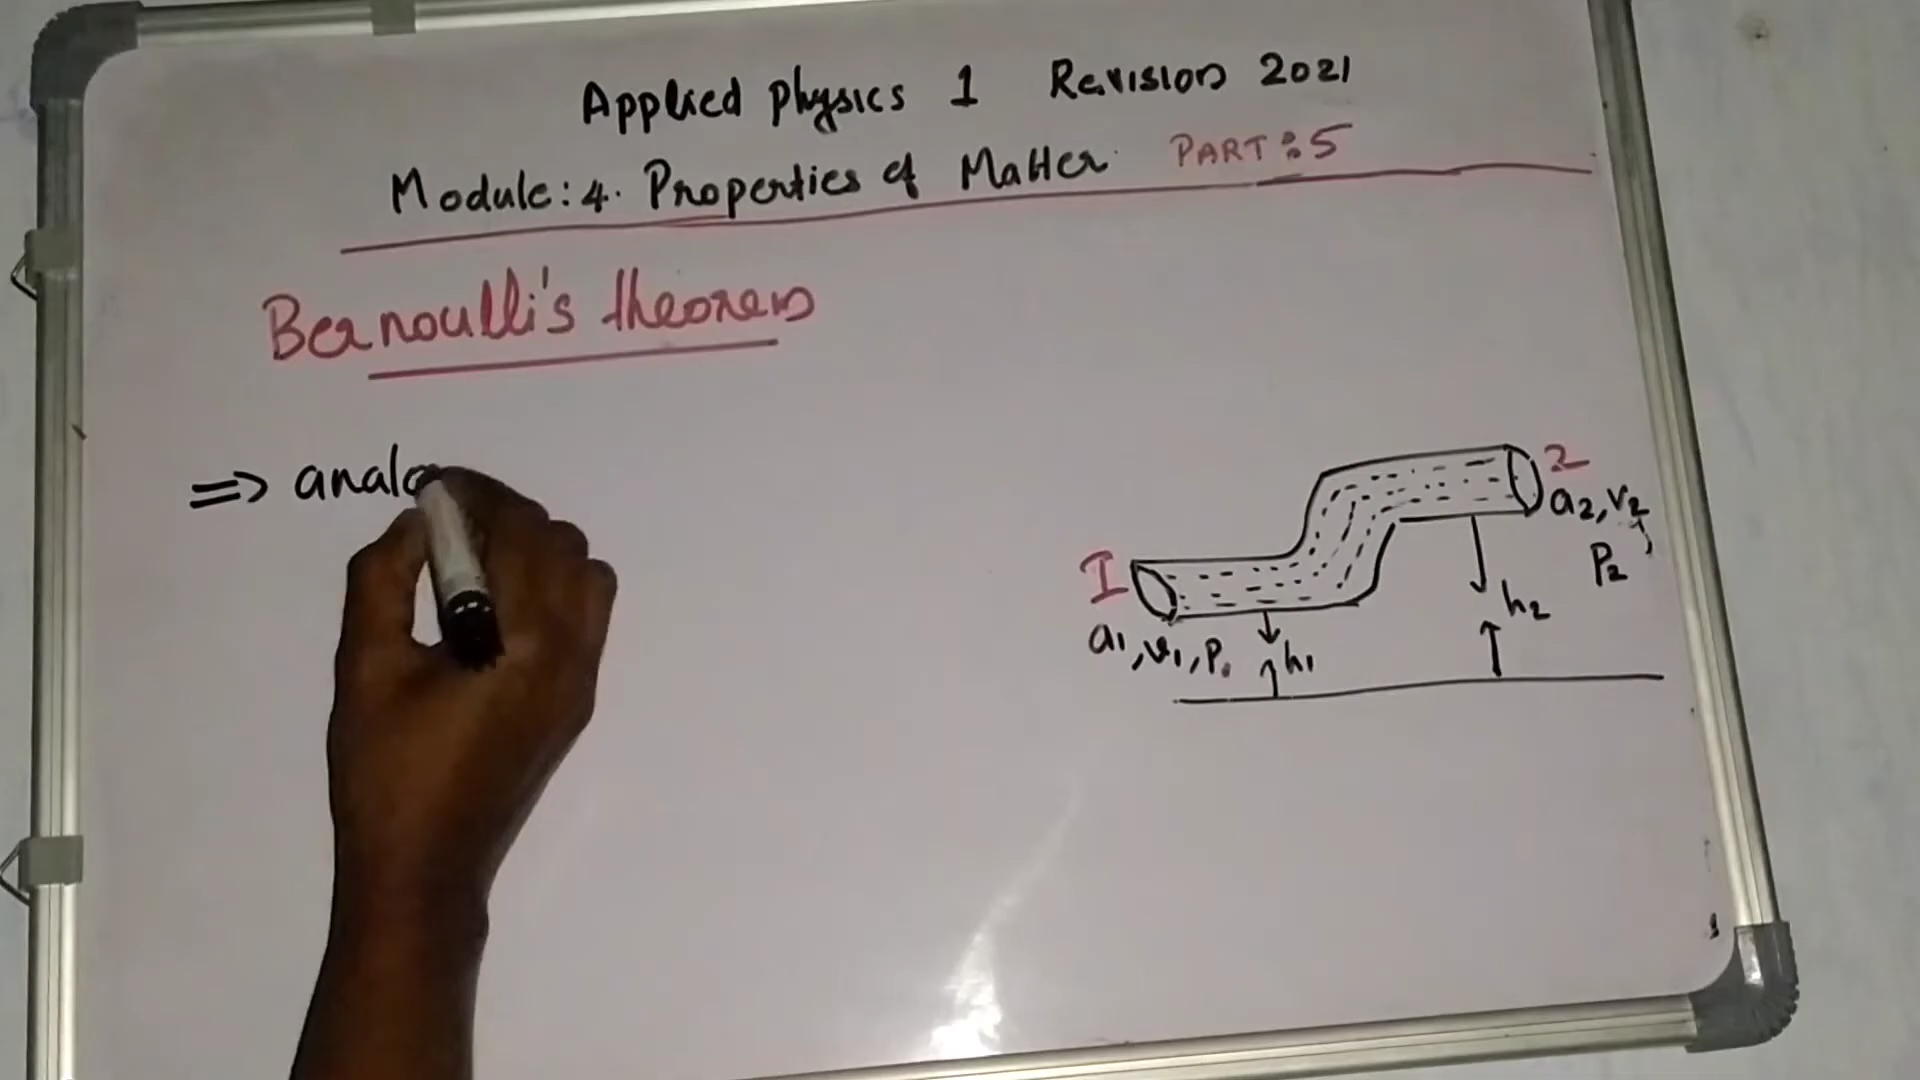 Applied physics 1 Revision 2021
Module: 4. Properties of Matter PART: 5
Bernoulli's theorem
⇒ analo
2
a2, v2
P2
I
h2
a1, v1, P1
h1